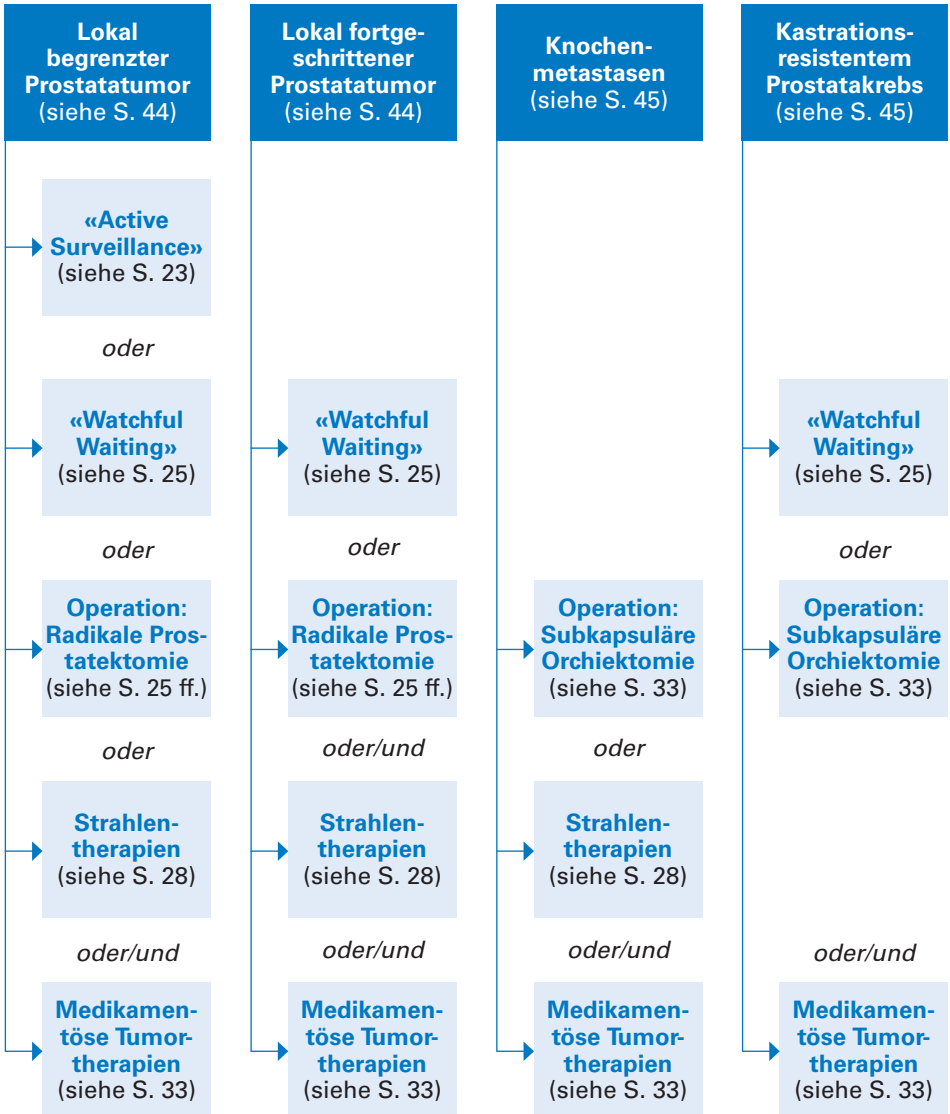 Lokal
begrenzter
Prostatatumor
(siehe S. 44)
«Active
Surveillance»
(siehe S. 23)
oder
«Watchful
Waiting»
(siehe S. 25)
oder
Operation:
Radikale Pros-
tatektomie
(siehe S. 25 ff.)
oder
Strahlen-
therapien
(siehe S. 28)
oder/und
Medikamen-
töse Tumor-
therapien
(siehe S. 33)
Lokal fortge-
schrittener
Prostatatumor
(siehe S. 44)
«Watchful
Waiting»
(siehe S. 25)
oder
Operation:
Radikale Pros-
tatektomie
(siehe S. 25 ff.)
oder/und
Strahlen-
therapien
(siehe S. 28)
oder/und
Medikamen-
töse Tumor-
therapien
(siehe S. 33)
Knochen-
metastasen
(siehe S. 45)
Operation:
Subkapsuläre
Orchiektomie
(siehe S. 33)
oder
Strahlen-
therapien
(siehe S. 28)
oder/und
Medikamen-
töse Tumor-
therapien
(siehe S. 33)
Kastrations-
resistentem
Prostatakrebs
(siehe S. 45)
«Watchful
Waiting»
(siehe S. 25)
oder
Operation:
Subkapsuläre
Orchiektomie
(siehe S. 33)
oder/und
Medikamen-
töse Tumor-
therapien
(siehe S. 33)